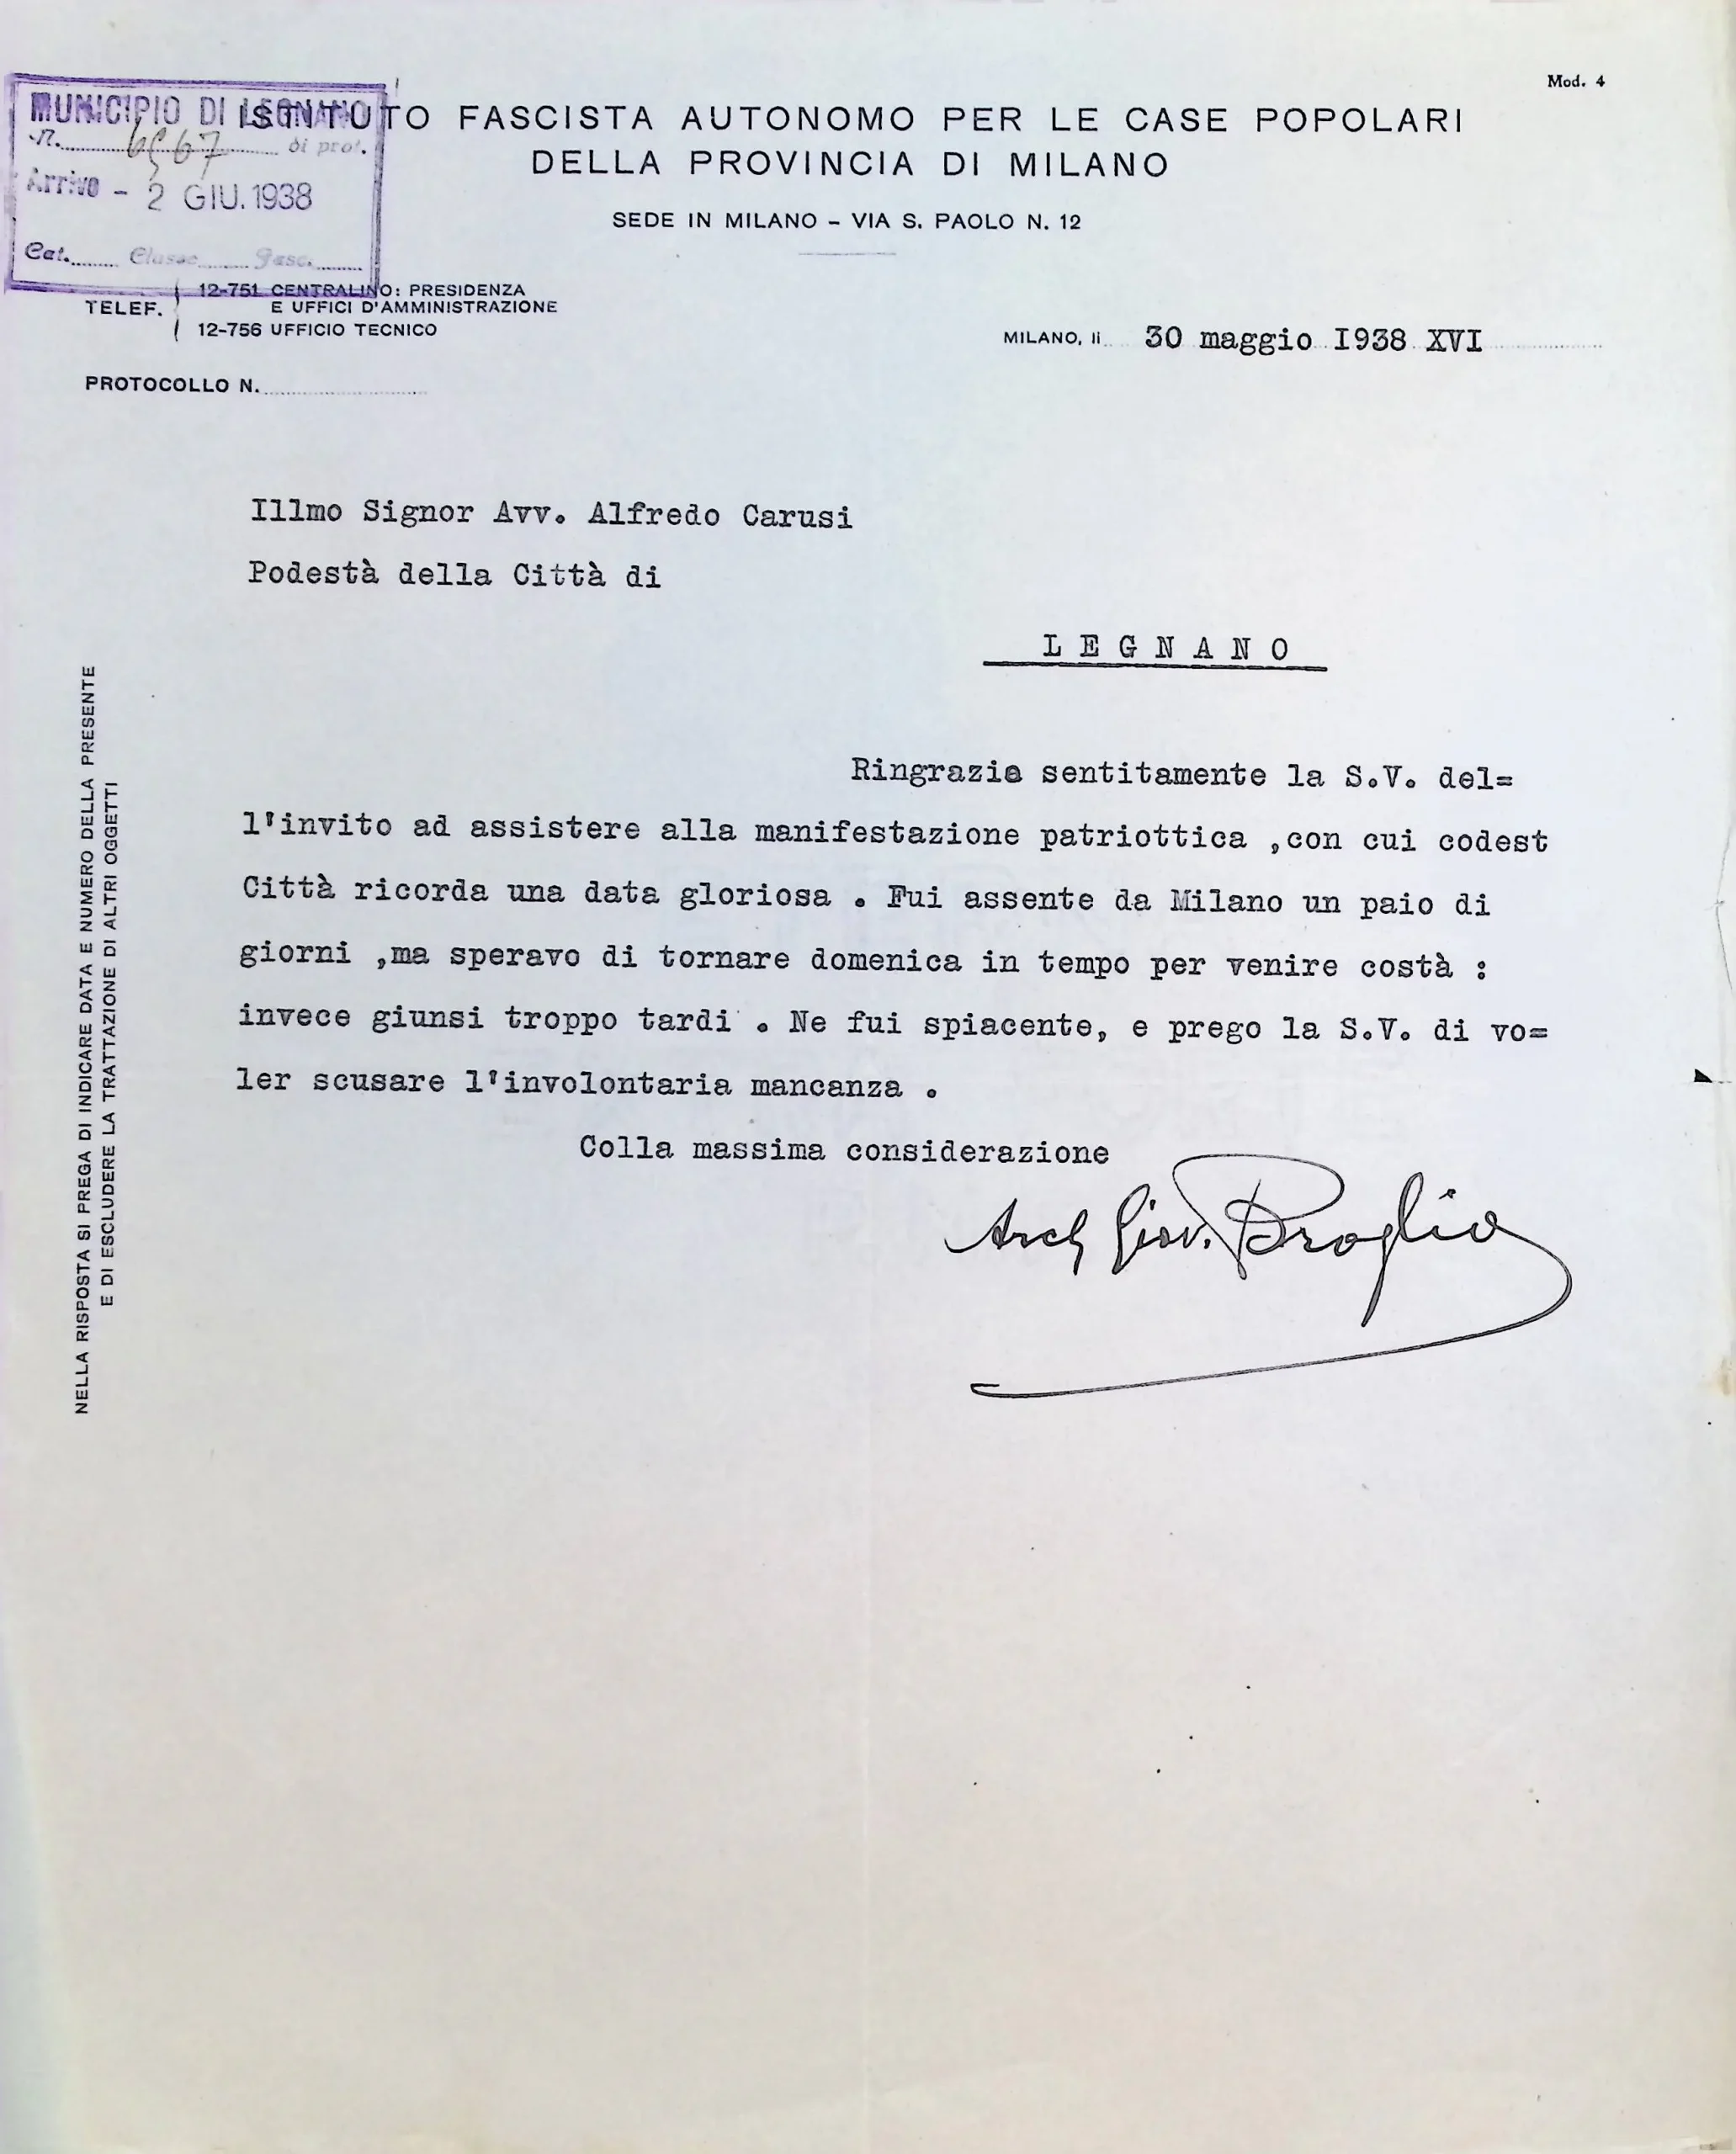 Mod. 4
MUNICIPIO DI LEGNANO
N. di prot.
Arrivo - 2 GIU. 1938
Cat. Classe Fasc.
ISTITUTO FASCISTA AUTONOMO PER LE CASE POPOLARI
DELLA PROVINCIA DI MILANO
SEDE IN MILANO - VIA S. PAOLO N. 12
TELEF.
12-751 CENTRALINO: PRESIDENZA
E UFFICI D'AMMINISTRAZIONE
12-756 UFFICIO TECNICO
MILANO, li 30 maggio I938 XVI
PROTOCOLLO N.
Illmo Signor Avv. Alfredo Carusi
Podestà della Città di
LEGNANO
Ringrazio sentitamente la S.V. del=
l'invito ad assistere alla manifestazione patriottica ,con cui codest
Città ricorda una data gloriosa . Fui assente da Milano un paio di
giorni ,ma speravo di tornare domenica in tempo per venire costà :
invece giunsi troppo tardi . Ne fui spiacente, e prego la S.V. di vo=
ler scusare l'involontaria mancanza .
Colla massima considerazione
Arch Giov. Broglio
NELLA RISPOSTA SI PREGA DI INDICARE DATA E NUMERO DELLA PRESENTE
E DI ESCLUDERE LA TRATTAZIONE DI ALTRI OGGETTI